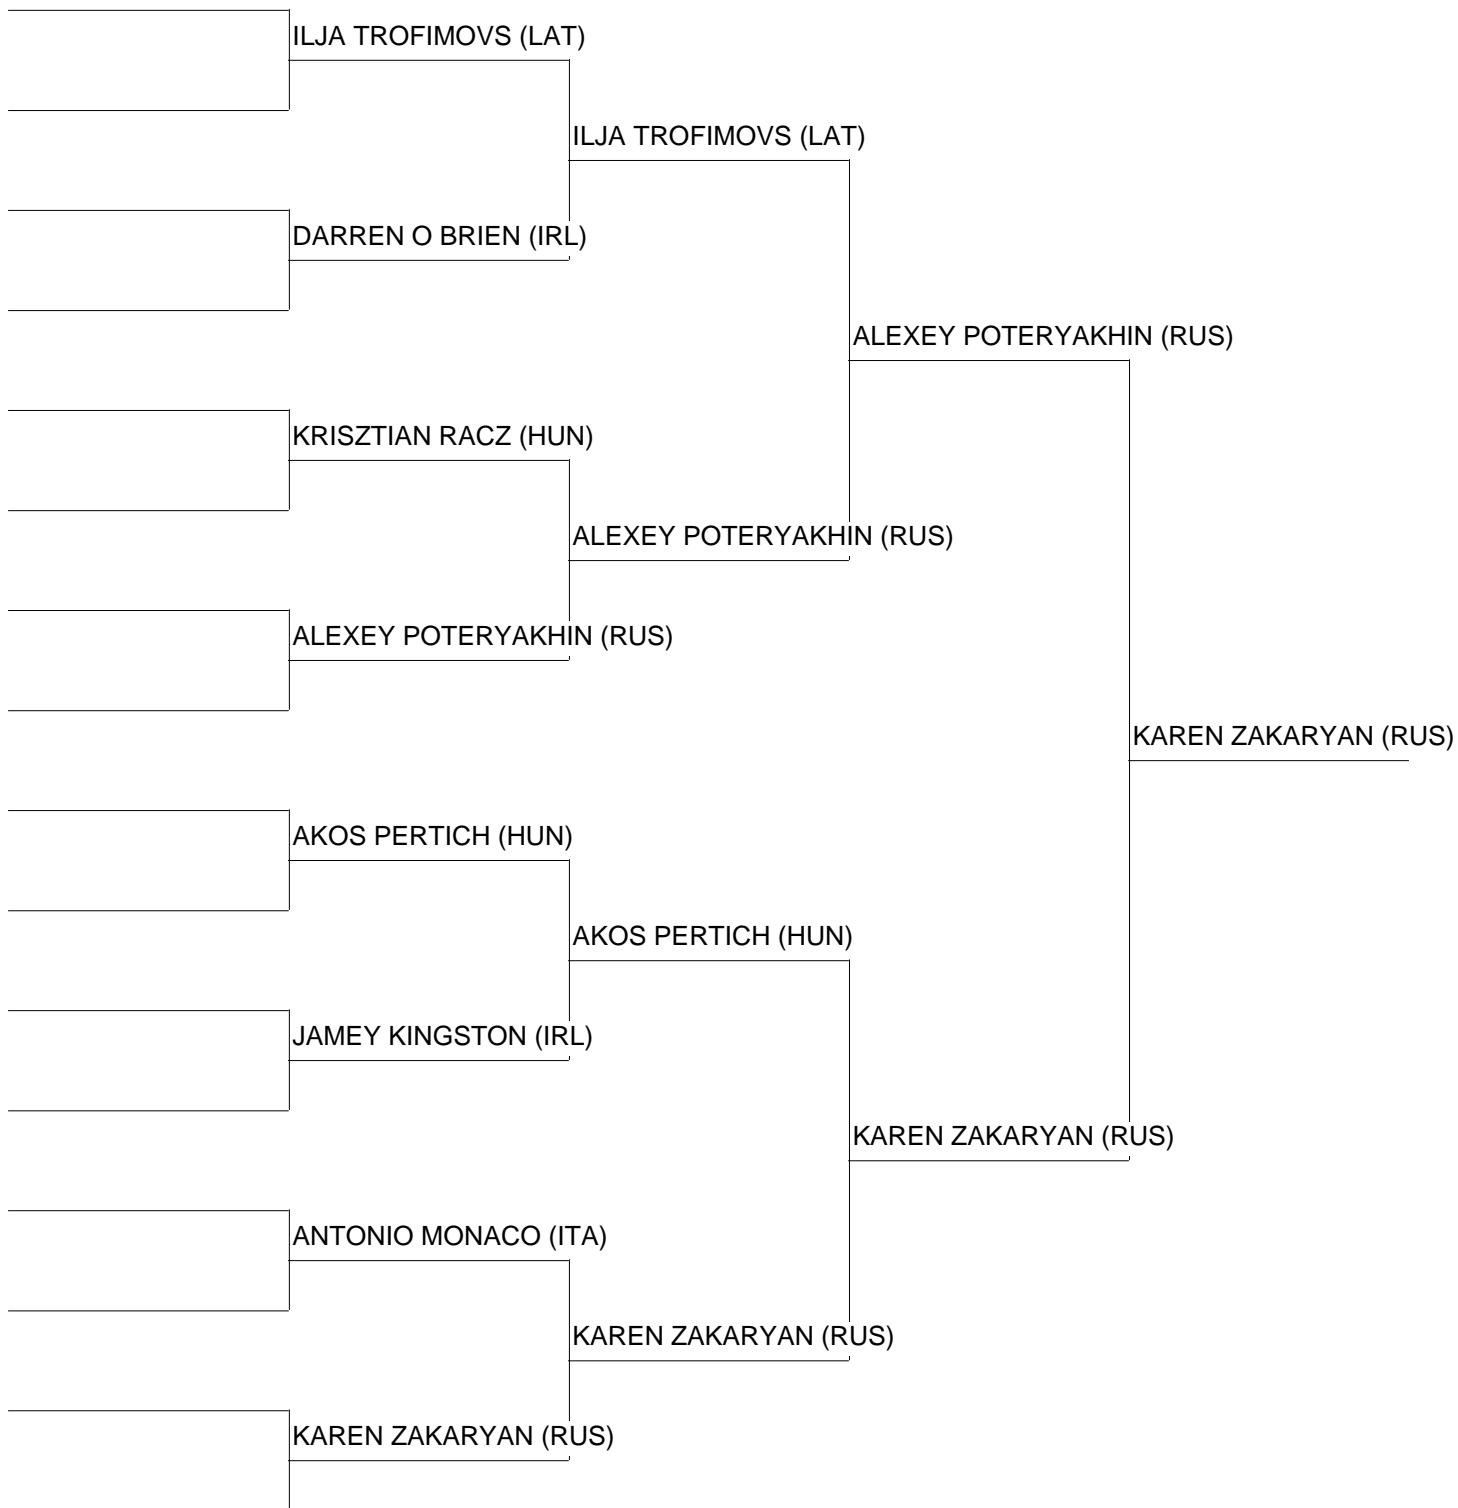 ILJA TROFIMOVS (LAT)
ILJA TROFIMOVS (LAT)
DARREN O BRIEN (IRL)
ALEXEY POTERYAKHIN (RUS)
KRISZTIAN RACZ (HUN)
ALEXEY POTERYAKHIN (RUS)
ALEXEY POTERYAKHIN (RUS)
KAREN ZAKARYAN (RUS)
AKOS PERTICH (HUN)
AKOS PERTICH (HUN)
JAMEY KINGSTON (IRL)
KAREN ZAKARYAN (RUS)
ANTONIO MONACO (ITA)
KAREN ZAKARYAN (RUS)
KAREN ZAKARYAN (RUS)